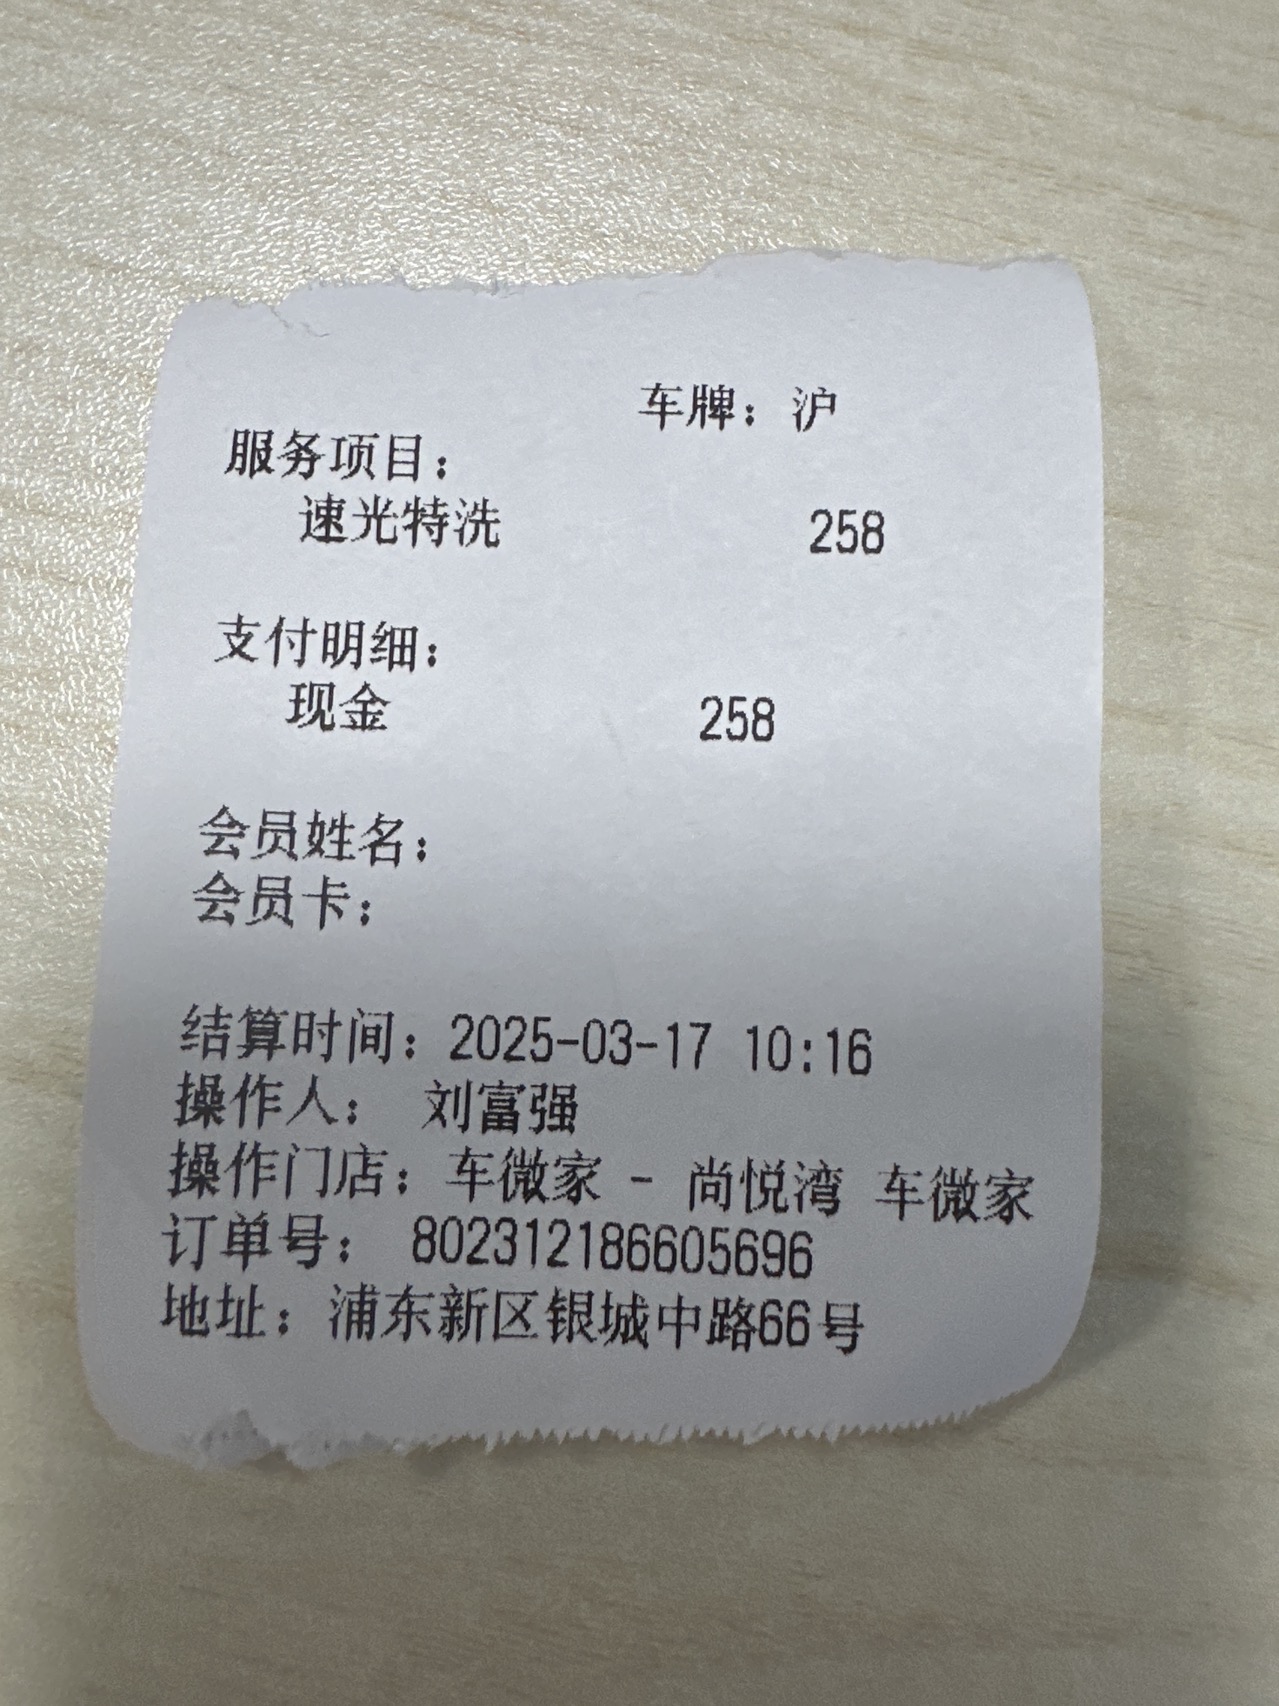 车牌：沪
服务项目：
速光特洗 258
支付明细：
现金 258
会员姓名：
会员卡：
结算时间：2025-03-17 10:16
操作人： 刘富强
操作门店：车微家 - 尚悦湾 车微家
订单号： 802312186605696
地址：浦东新区银城中路66号